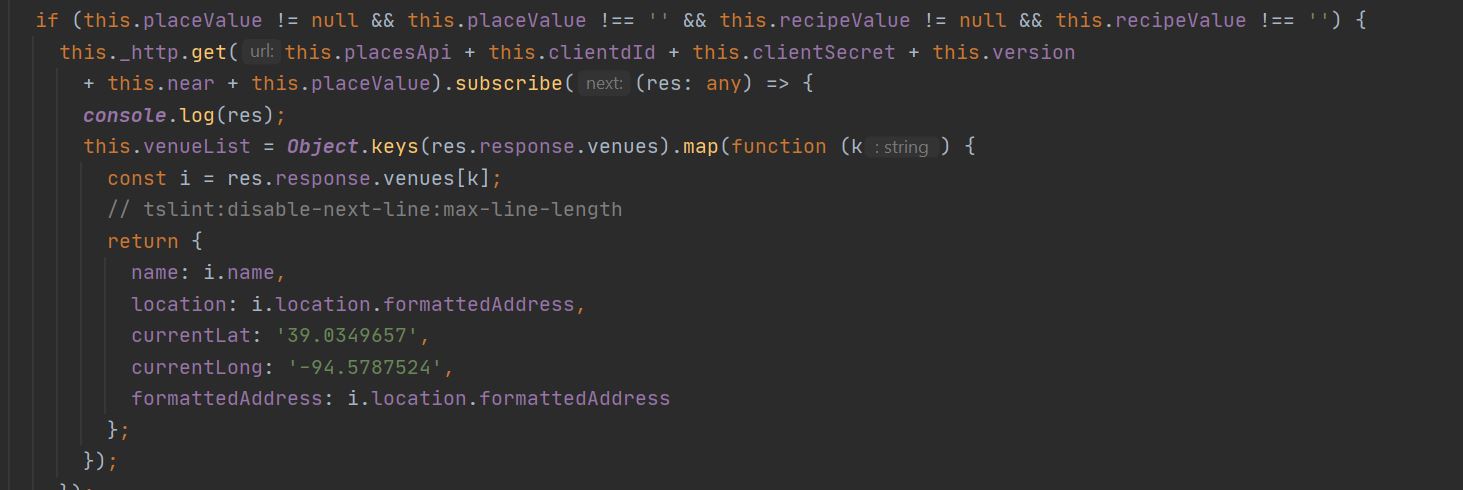 if (this.placeValue != null && this.placeValue !== '' && this.recipeValue != null && this.recipeValue !== '') {
this._http.get( url: this.placesApi + this.clientdId + this.clientSecret + this.version
+ this.near + this.placeValue).subscribe( next: (res: any) => {
console.log(res);
this.venueList = Object.keys(res.response.venues).map(function (k : string ) {
const i = res.response.venues[k];
// tslint:disable-next-line:max-line-length
return {
name: i.name,
location: i.location.formattedAddress,
currentLat: '39.0349657',
currentLong: '-94.5787524',
formattedAddress: i.location.formattedAddress
};
});
});